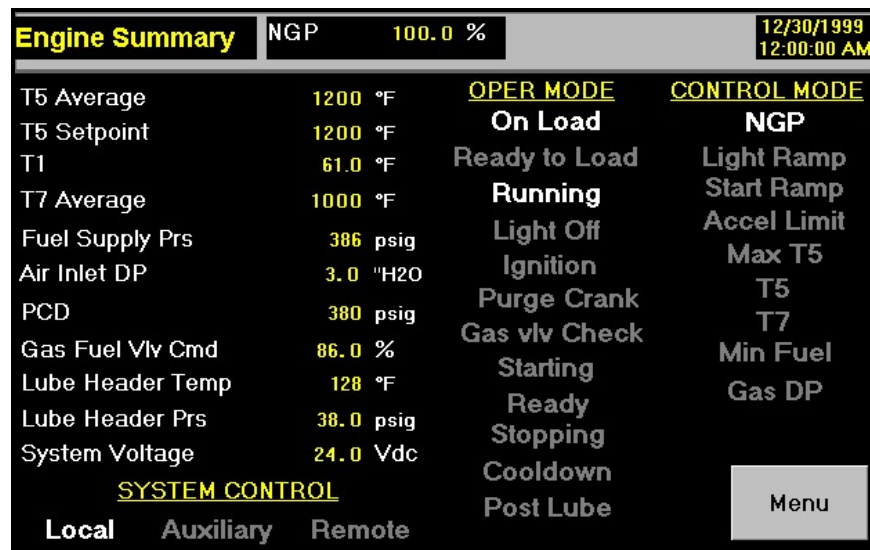 Engine Summary NGP 100.0 % 12/30/1999
12:00:00 AM
T5 Average 1200 °F
T5 Setpoint 1200 °F
T1 61.0 °F
T7 Average 1000 °F
Fuel Supply Prs 386 psig
Air Inlet DP 3.0 "H2O
PCD 380 psig
Gas Fuel Vlv Cmd 86.0 %
Lube Header Temp 128 °F
Lube Header Prs 38.0 psig
System Voltage 24.0 Vdc
SYSTEM CONTROL
Local Auxiliary Remote
OPER MODE
On Load
Ready to Load
Running
Light Off
Ignition
Purge Crank
Gas vlv Check
Starting
Ready
Stopping
Cooldown
Post Lube
CONTROL MODE
NGP
Light Ramp
Start Ramp
Accel Limit
Max T5
T5
T7
Min Fuel
Gas DP
Menu